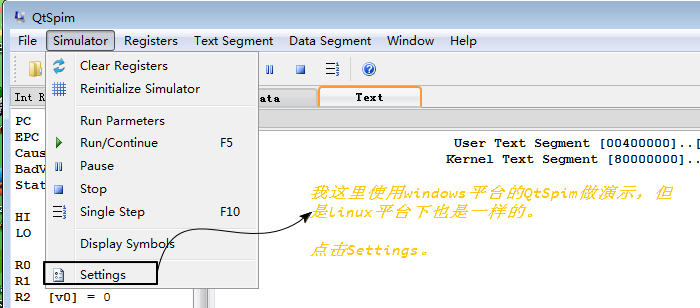 QtSpim
File Simulator Registers Text Segment Data Segment Window Help
Clear Registers
Reinitialize Simulator
Run Parmeters
Run/Continue F5
Pause
Stop
Single Step F10
Display Symbols
Settings
Int R
ata Text
PC
EPC
Caus
BadV
Stat
HI
LO
R0
R1
R2 [v0] = 0
User Text Segment [00400000]..[
Kernel Text Segment [80000000]..
我这里使用windows平台的QtSpim做演示，但
是linux平台下也是一样的。
点击Settings。